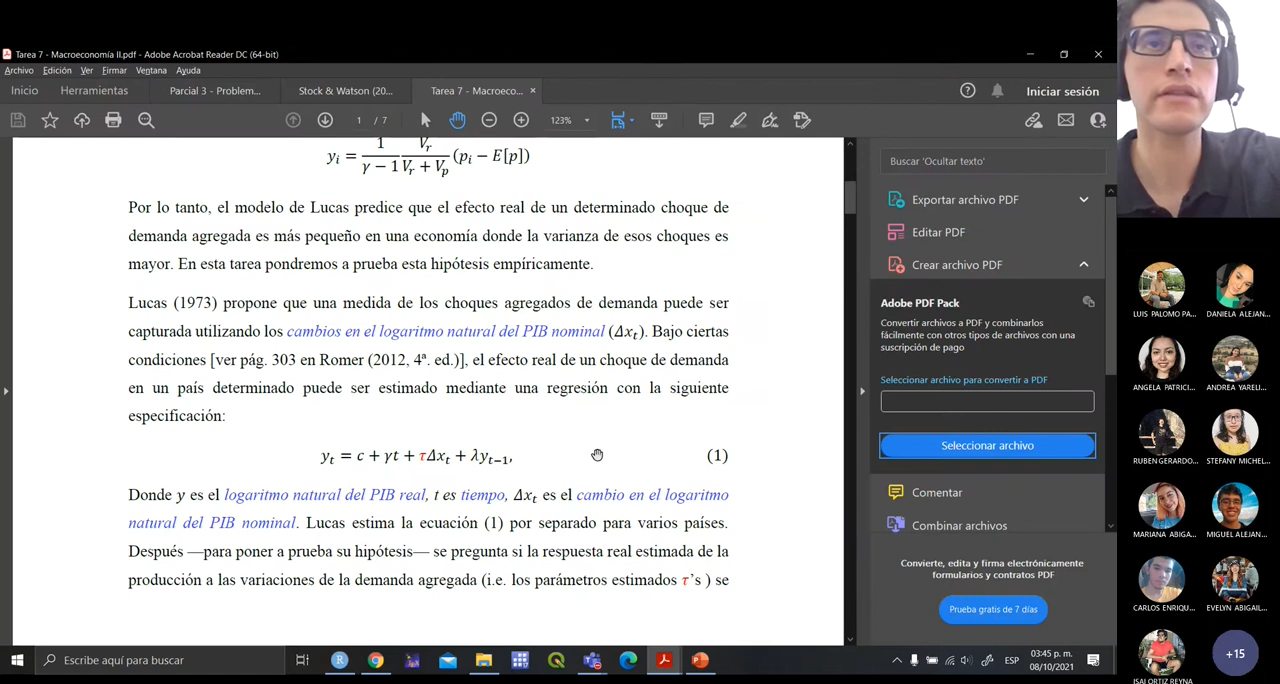 Tarea 7 - Macroeconomía II.pdf - Adobe Acrobat Reader DC (64-bit)
Archivo Edición Ver Firmar Ventana Ayuda
Inicio Herramientas Parcial 3 - Problem... Stock & Watson (20... Tarea 7 - Macroeco... × Iniciar sesión
1 / 7 123%
y_i = 1/(γ − 1) V_r/(V_r + V_p) (p_i − E[p])
Por lo tanto, el modelo de Lucas predice que el efecto real de un determinado choque de
demanda agregada es más pequeño en una economía donde la varianza de esos choques es
mayor. En esta tarea pondremos a prueba esta hipótesis empíricamente.
Lucas (1973) propone que una medida de los choques agregados de demanda puede ser
capturada utilizando los cambios en el logaritmo natural del PIB nominal (Δx_t). Bajo ciertas
condiciones [ver pág. 303 en Romer (2012, 4ª. ed.)], el efecto real de un choque de demanda
en un país determinado puede ser estimado mediante una regresión con la siguiente
especificación:
y_t = c + γt + τΔx_t + λy_{t−1}, (1)
Donde y es el logaritmo natural del PIB real, t es tiempo, Δx_t es el cambio en el logaritmo
natural del PIB nominal. Lucas estima la ecuación (1) por separado para varios países.
Después —para poner a prueba su hipótesis— se pregunta si la respuesta real estimada de la
producción a las variaciones de la demanda agregada (i.e. los parámetros estimados τ's ) se
Buscar 'Ocultar texto'
Exportar archivo PDF
Editar PDF
Crear archivo PDF
Adobe PDF Pack
Convertir archivos a PDF y combinarlos
fácilmente con otros tipos de archivos con una
suscripción de pago
Seleccionar archivo para convertir a PDF
Seleccionar archivo
Comentar
Combinar archivos
Convierte, edita y firma electrónicamente
formularios y contratos PDF
Prueba gratis de 7 días
LUIS PALOMO PA... DANIELA ALEJAN...
ANGELA PATRICI... ANDREA YARELI...
RUBEN GERARDO... STEFANY MICHEL...
MARIANA ABIGA... MIGUEL ALEJAN...
CARLOS ENRIQU... EVELYN ABIGAIL...
ISAI ORTIZ REYNA +15
Escribe aquí para buscar
ESP
03:45 p. m.
08/10/2021